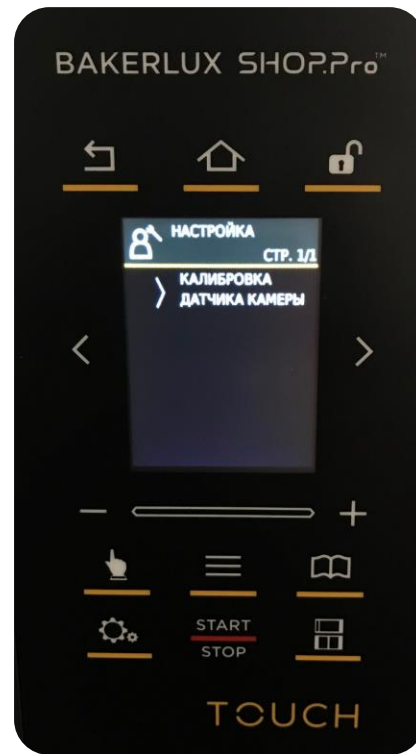 BAKERLUX SHOP.Pro™
НАСТРОЙКА
СТР. 1/1
КАЛИБРОВКА
ДАТЧИКА КАМЕРЫ
START
STOP
TOUCH